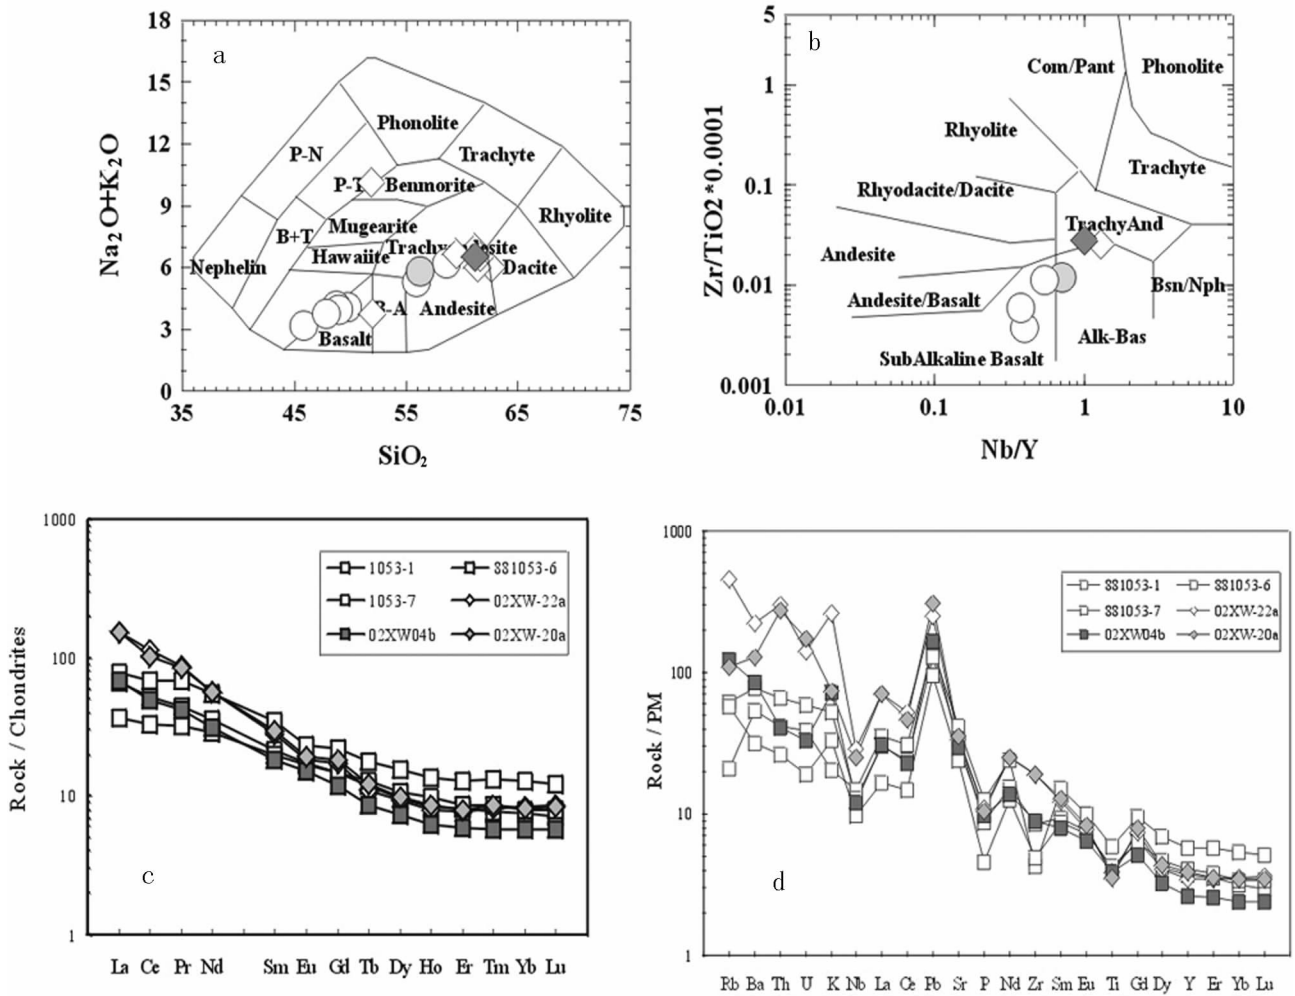 a
18
15
12
9
6
3
0
Na2O+K2O
35 45 55 65 75
SiO2
Phonolite
P-N
Trachyte
Benmorite
Rhyolite
B+T
Mugearite
Hawaiite
Nephelin
Dacite
Andesite
Basalt
b
5
1
0.1
0.01
0.001
Zr/TiO2*0.0001
0.01 0.1 1 10
Nb/Y
Com/Pant Phonolite
Rhyolite
Trachyte
Rhyodacite/Dacite
TrachyAnd
Andesite
Bsn/Nph
Andesite/Basalt
Alk-Bas
SubAlkaline Basalt
c
1000
100
10
1
Rock / Chondrites
1053-1 881053-6
1053-7 02XW-22a
02XW04b 02XW-20a
La Ce Pr Nd Sm Eu Gd Tb Dy Ho Er Tm Yb Lu
d
1000
100
10
1
Rock / PM
881053-1 881053-6
881053-7 02XW-22a
02XW04b 02XW-20a
Rb Ba Th U K Nb La Ce Pb Sr P Nd Zr Sm Eu Ti Gd Dy Y Er Yb Lu